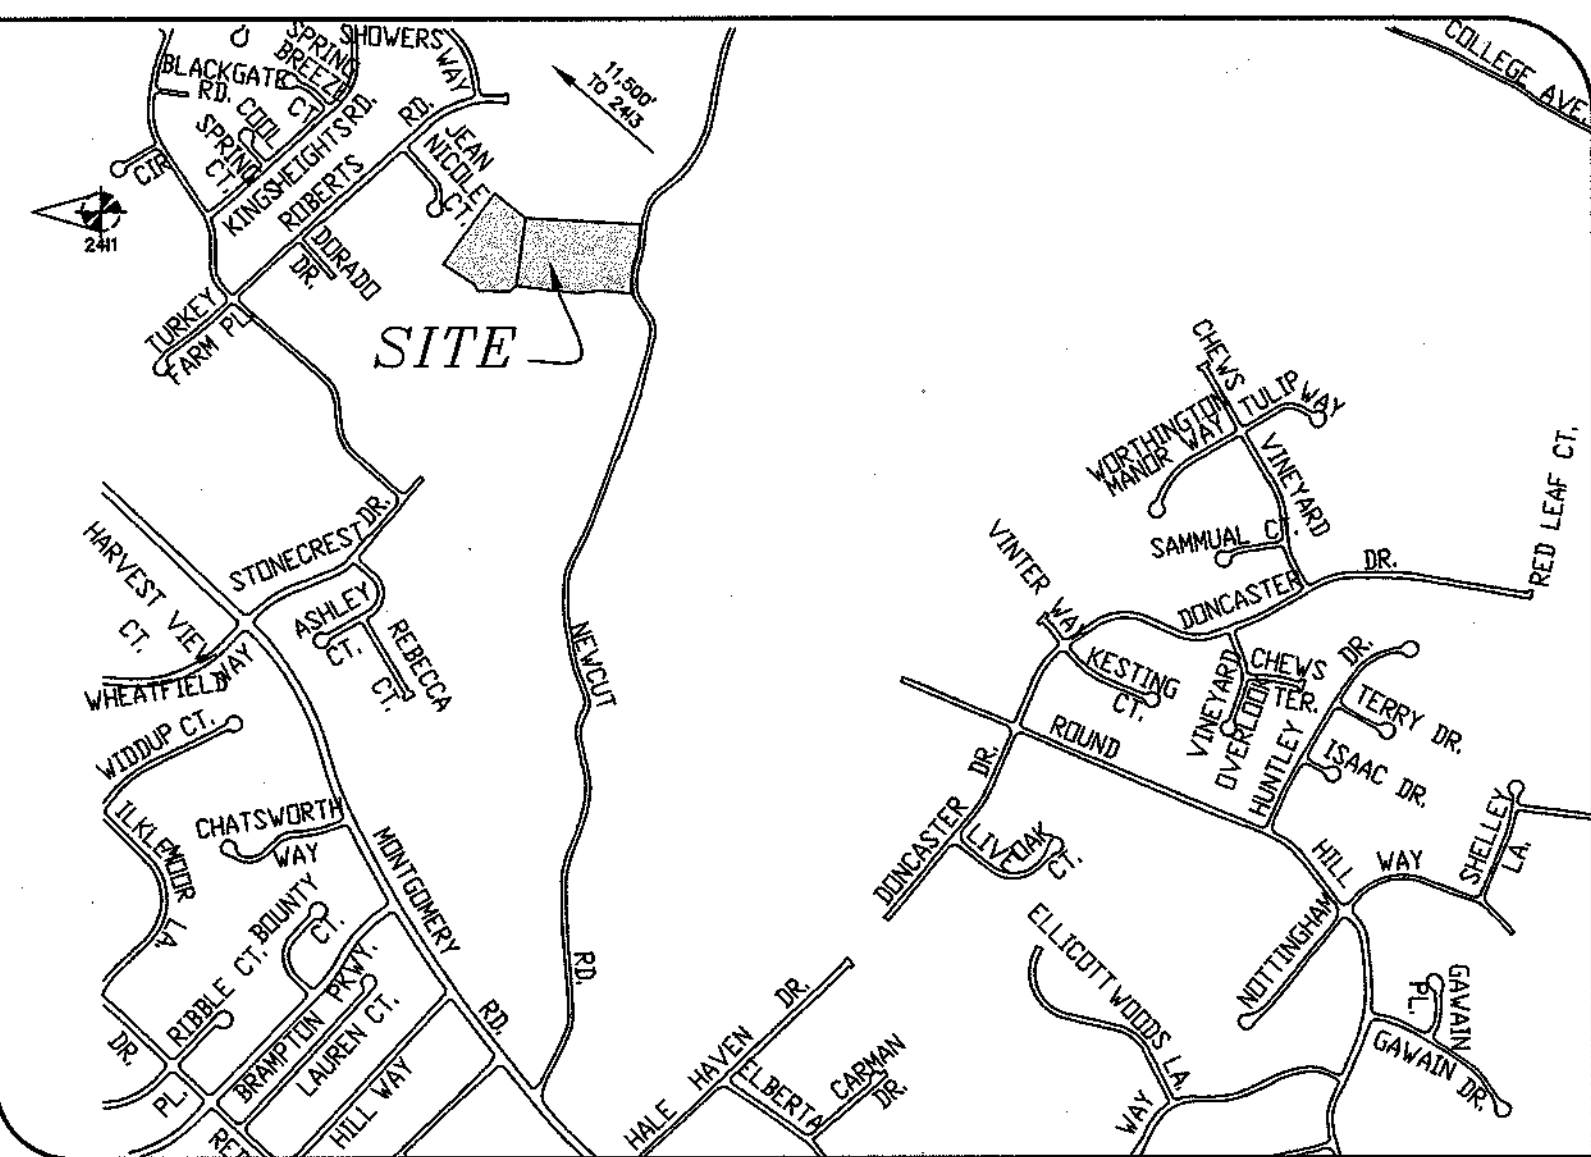 SHOWERS
WAY
SPRING
BREEZE
CT.
BLACKGATE
RD.
COOL
SPRING
CT.
CIR.
KINGSHEIGHTS RD.
ROBERTS
RD.
JEAN
NICOLE
CT.
11,500'
TO 2413
COLLEGE AVE.
2411
DORADO
DR.
TURKEY
FARM PL.
SITE
CHEWS
TULIP WAY
WORTHINGTON
MANOR WAY
VINEYARD
SAMMUAL CT.
RED LEAF CT.
VINTER WAY
DONCASTER
DR.
HARVEST VIEW
CT.
STONECREST DR.
ASHLEY
CT.
REBECCA
CT.
WHEATFIELD
WAY
WIDDUP CT.
NEWCUT
RD.
KESTING
CT.
CHEWS
TER.
VINEYARD
OVERLOOK
HUNTLEY
DR.
TERRY DR.
ISAAC DR.
ROUND
HILL
DONCASTER
DR.
LIVE OAK
CT.
ILKLEMOOR
LA.
CHATSWORTH
WAY
MONTGOMERY
RD.
BOUNTY
CT.
SHELLEY
LA.
NOTTINGHAM
WAY
ELLICOTT WOODS LA.
GAWAIN
PL.
GAWAIN DR.
DR.
RIBBLE CT.
BRAMPTON PKWY.
LAUREN CT.
HILL WAY
PL.
HALE HAVEN DR.
ELBERTA
CARMAN
DR.
WAY